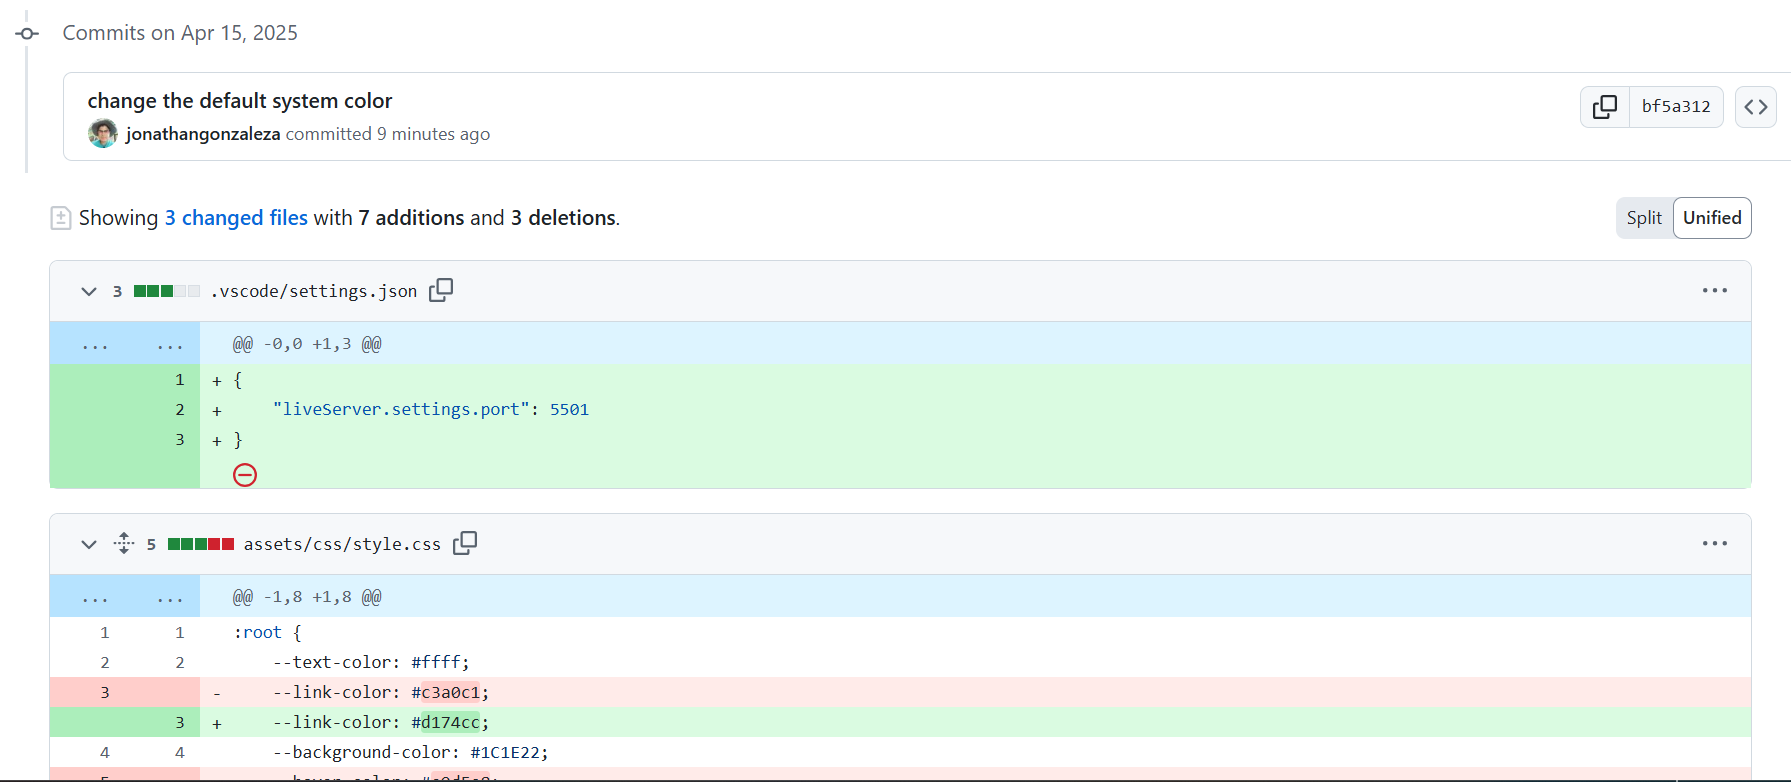 Commits on Apr 15, 2025
change the default system color
bf5a312
jonathangonzaleza committed 9 minutes ago
Showing 3 changed files with 7 additions and 3 deletions.
Split Unified
3 .vscode/settings.json
... ... @@ -0,0 +1,3 @@
1 + {
2 + "liveServer.settings.port": 5501
3 + }
5 assets/css/style.css
... ... @@ -1,8 +1,8 @@
1 1 :root {
2 2 --text-color: #ffff;
3 - --link-color: #c3a0c1;
3 + --link-color: #d174cc;
4 4 --background-color: #1C1E22;